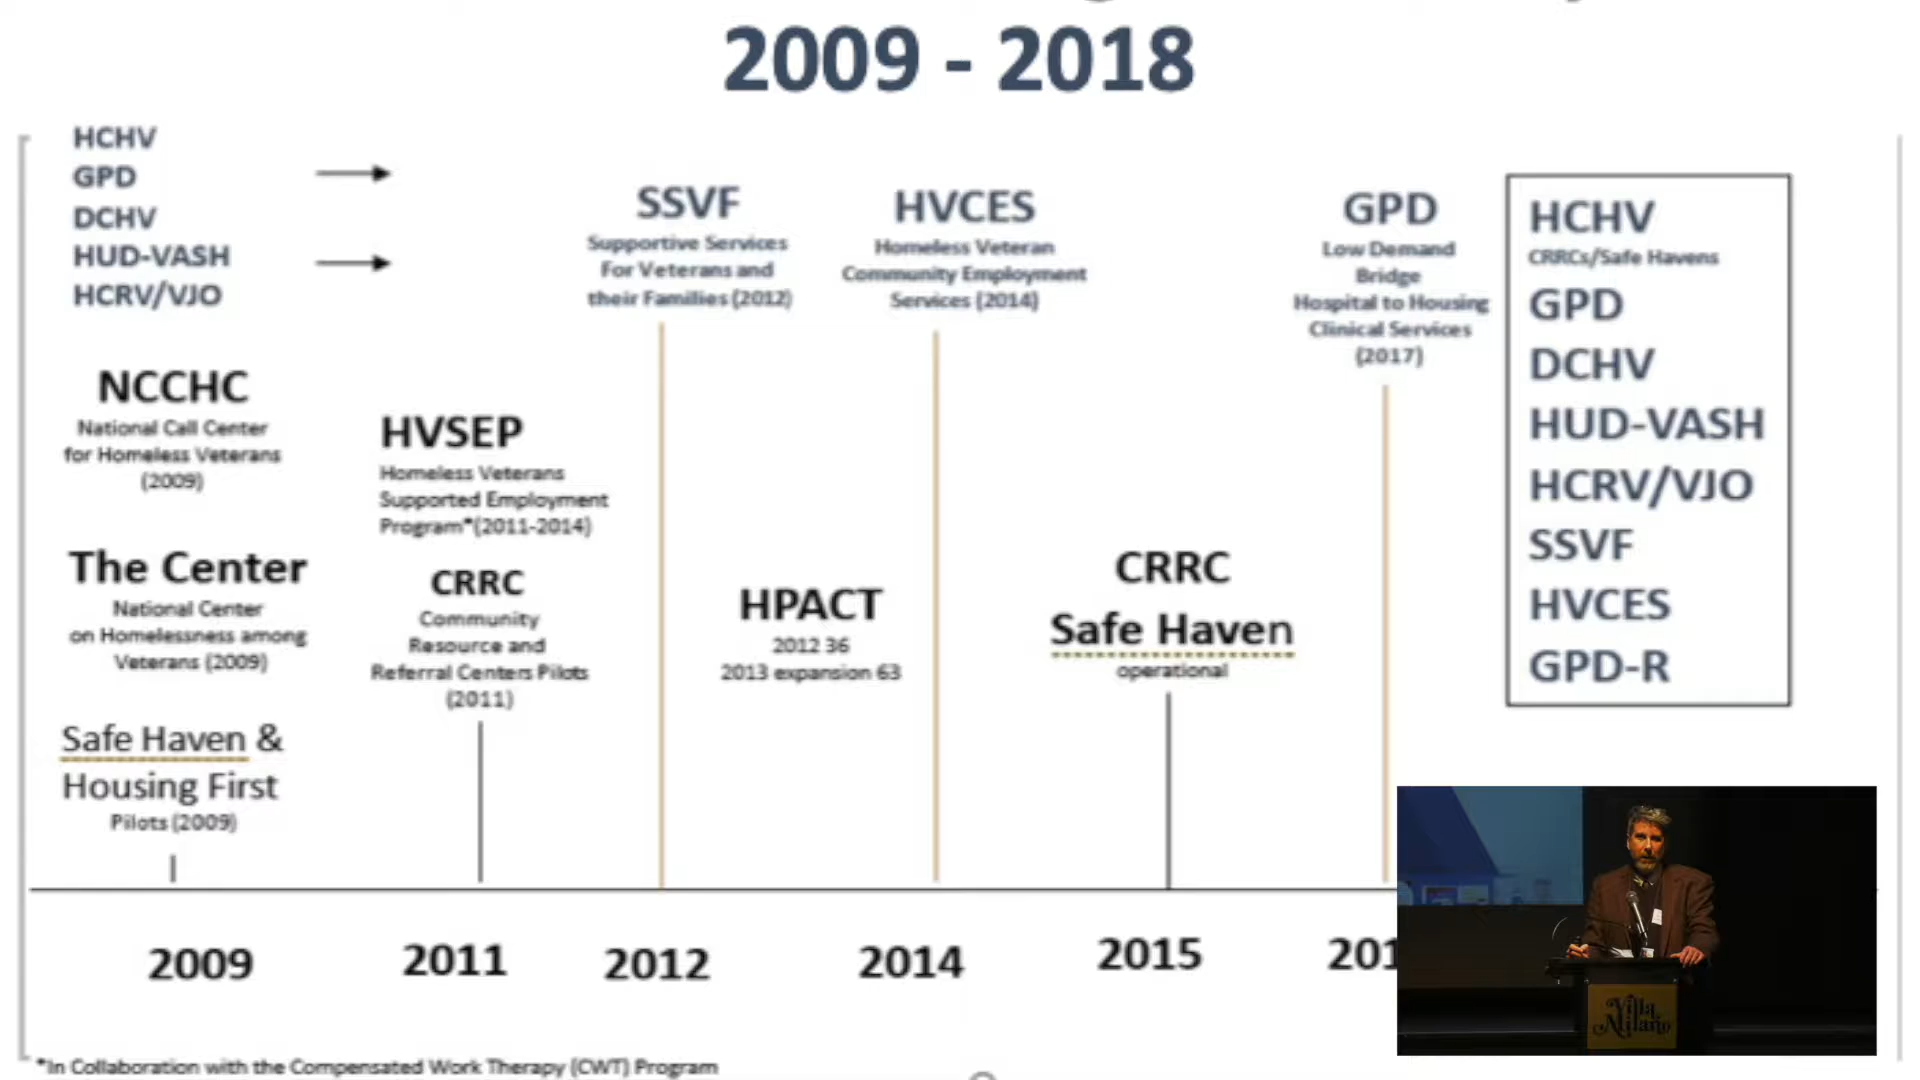 2009 - 2018
HCHV
GPD
DCHV
HUD-VASH
HCRV/VJO
NCCHC
National Call Center
for Homeless Veterans
(2009)
The Center
National Center
on Homelessness among
Veterans (2009)
Safe Haven &
Housing First
Pilots (2009)
HVSEP
Homeless Veterans
Supported Employment
Program*(2011-2014)
CRRC
Community
Resource and
Referral Centers Pilots
(2011)
SSVF
Supportive Services
For Veterans and
their Families (2012)
HPACT
2012 36
2013 expansion 63
HVCES
Homeless Veteran
Community Employment
Services (2014)
CRRC
Safe Haven
operational
GPD
Low Demand
Bridge
Hospital to Housing
Clinical Services
(2017)
HCHV
CRRCs/Safe Havens
GPD
DCHV
HUD-VASH
HCRV/VJO
SSVF
HVCES
GPD-R
2009 2011 2012 2014 2015 201
Villa
Milano
*In Collaboration with the Compensated Work Therapy (CWT) Program